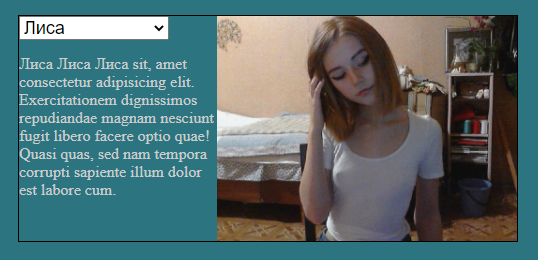 Лиса
Лиса Лиса Лиса sit, amet
consectetur adipisicing elit.
Exercitationem dignissimos
repudiandae magnam nesciunt
fugit libero facere optio quae!
Quasi quas, sed nam tempora
corrupti sapiente illum dolor
est labore cum.